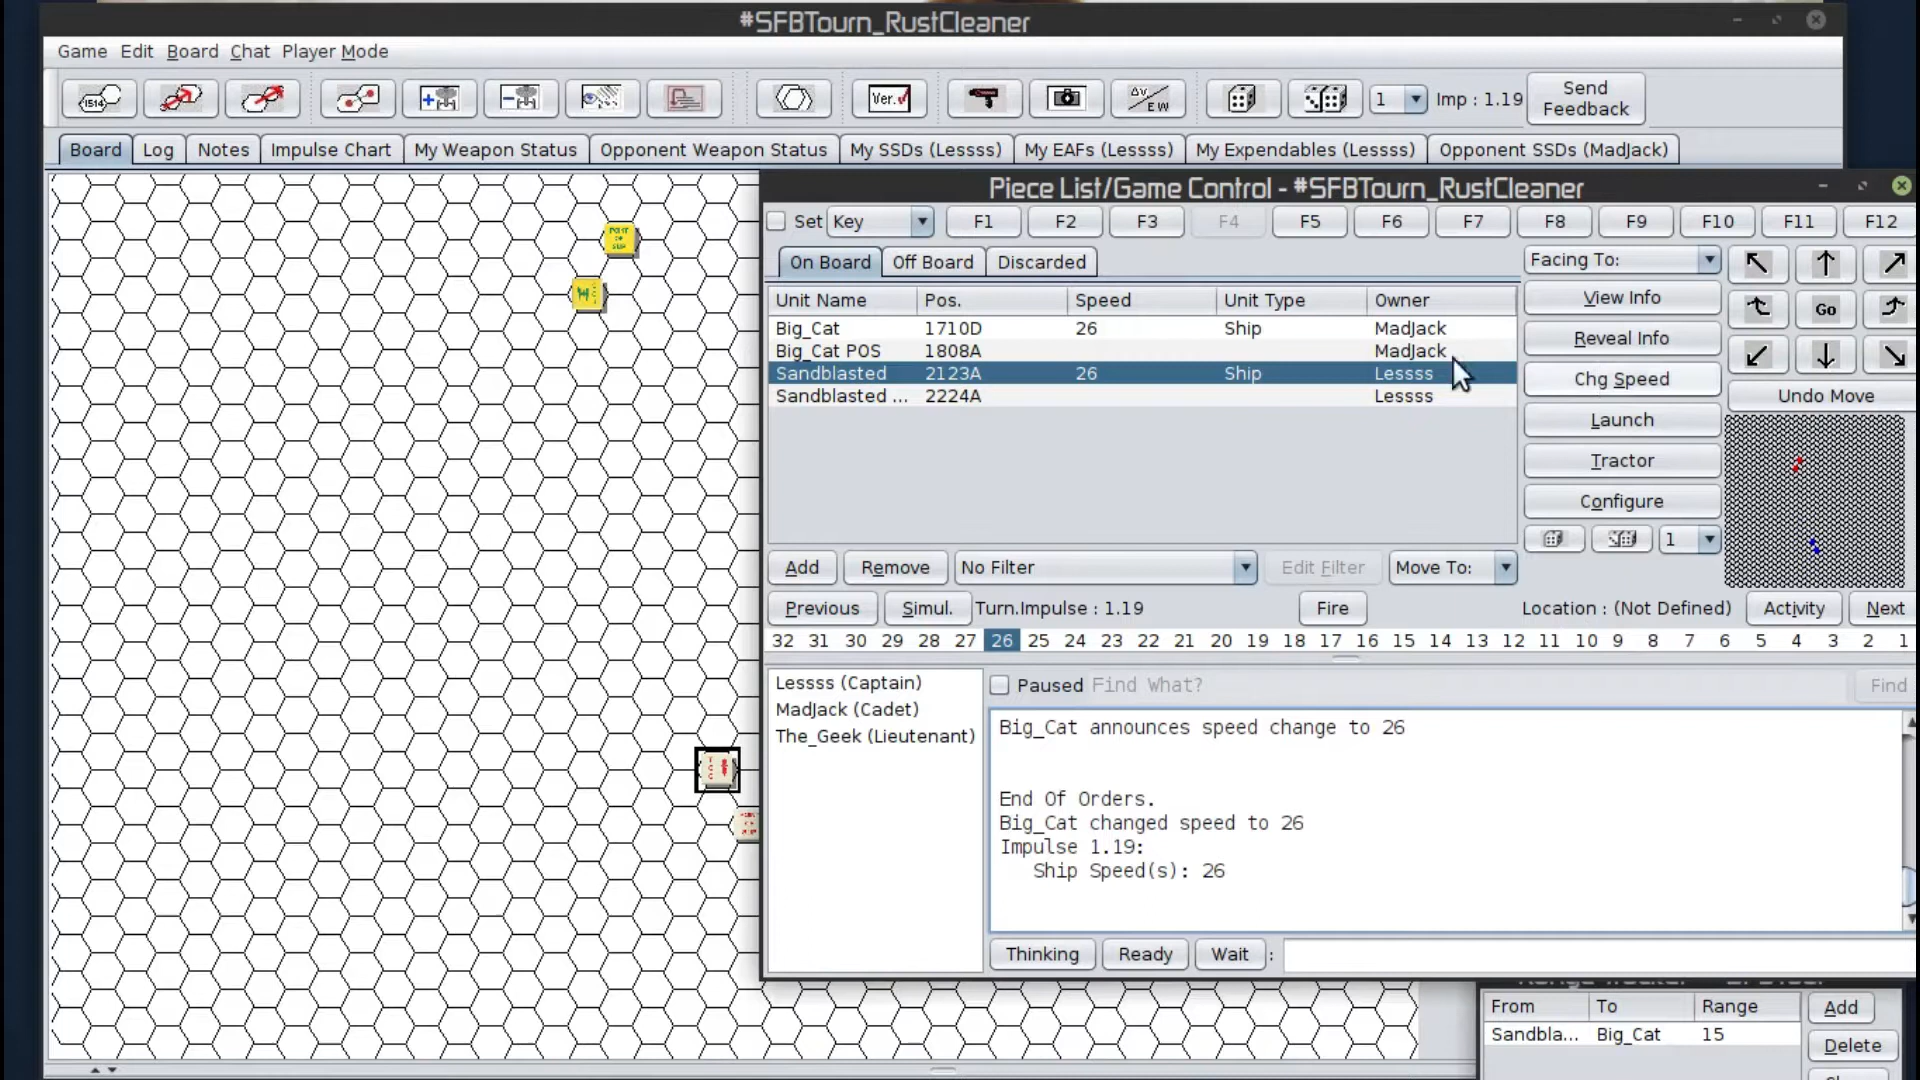 #SFBTourn_RustCleaner
Game Edit Board Chat Player Mode
1514 Ver. ΔV EW 1 Imp : 1.19 Send Feedback
Board Log Notes Impulse Chart My Weapon Status Opponent Weapon Status My SSDs (Lessss) My EAFs (Lessss) My Expendables (Lessss) Opponent SSDs (MadJack)
Piece List/Game Control - #SFBTourn_RustCleaner
Set Key F1 F2 F3 F4 F5 F6 F7 F8 F9 F10 F11 F12
On Board Off Board Discarded
Facing To:
Unit Name Pos. Speed Unit Type Owner
Big_Cat 1710D 26 Ship MadJack
Big_Cat POS 1808A MadJack
Sandblasted 2123A 26 Ship Lessss
Sandblasted ... 2224A Lessss
View Info
Reveal Info
Chg Speed
Launch
Tractor
Configure
1
Go
Undo Move
Add Remove No Filter Edit Filter Move To:
Previous Simul. Turn.Impulse : 1.19 Fire Location : (Not Defined) Activity Next
32 31 30 29 28 27 26 25 24 23 22 21 20 19 18 17 16 15 14 13 12 11 10 9 8 7 6 5 4 3 2 1
Lessss (Captain)
MadJack (Cadet)
The_Geek (Lieutenant)
Paused Find What? Find
Big_Cat announces speed change to 26
End Of Orders.
Big_Cat changed speed to 26
Impulse 1.19:
Ship Speed(s): 26
Thinking Ready Wait :
From To Range Add
Sandbla... Big_Cat 15
Delete